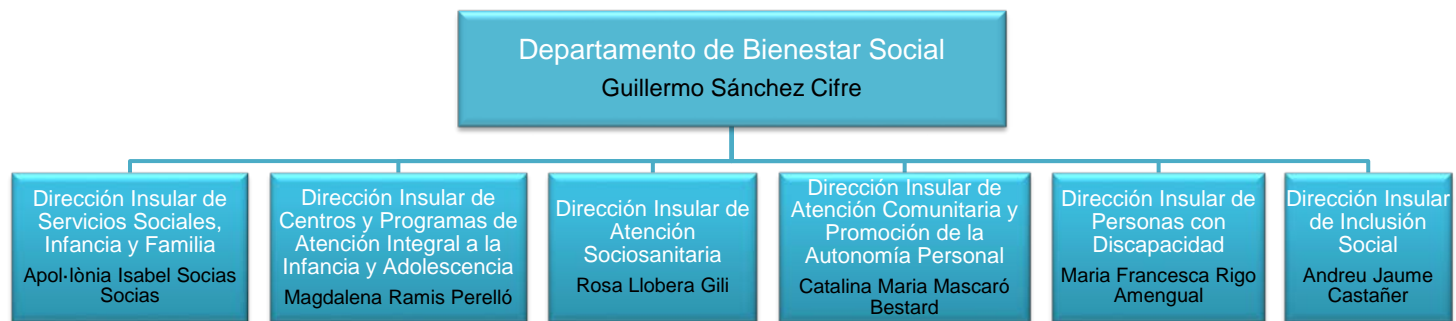 Departamento de Bienestar Social
Guillermo Sánchez Cifre
Dirección Insular de
Servicios Sociales,
Infancia y Familia
Apol·lònia Isabel Socias
Socias
Dirección Insular de
Centros y Programas de
Atención Integral a la
Infancia y Adolescencia
Magdalena Ramis Perelló
Dirección Insular de
Atención
Sociosanitaria
Rosa Llobera Gili
Dirección Insular de
Atención Comunitaria y
Promoción de la
Autonomía Personal
Catalina Maria Mascaró
Bestard
Dirección Insular de
Personas con
Discapacidad
Maria Francesca Rigo
Amengual
Dirección Insular
de Inclusión
Social
Andreu Jaume
Castañer